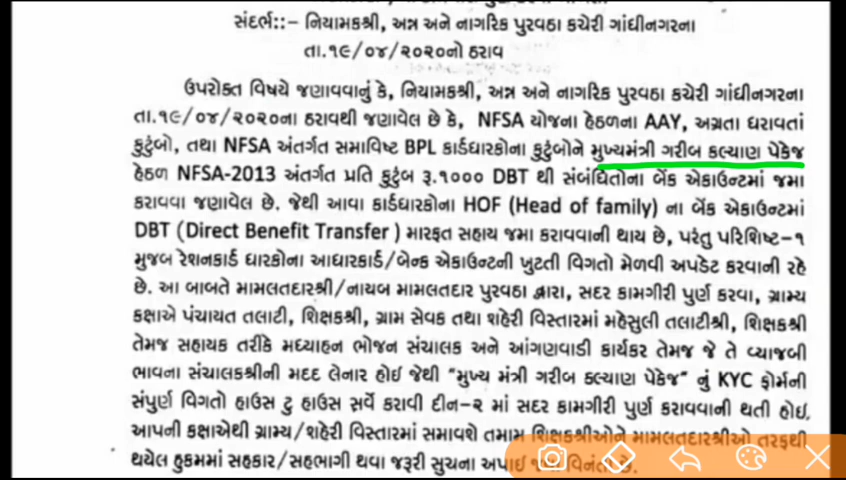 સંદર્ભ::– નિયામકશ્રી, અન્ન અને નાગરિક પુરવઠા કચેરી ગાંધીનગરના
તા.૧૯/૦૪/૨૦૨૦નો ઠરાવ
ઉપરોક્ત વિષયે જણાવવાનું કે, નિયામકશ્રી, અન્ન અને નાગરિક પુરવઠા કચેરી ગાંધીનગરના
તા.૧૯/૦૪/૨૦૨૦ના ઠરાવથી જણાવેલ છે કે, NFSA યોજના હેઠળના AAY, અગ્રતા ધરાવતાં
કુટુંબો, તથા NFSA અંતર્ગત સમાવિષ્ટ BPL કાર્ડધારકોના કુટુંબોને મુખ્યમંત્રી ગરીબ કલ્યાણ પેકેજ
હેઠળ NFSA-2013 અંતર્ગત પ્રતિ કુટુંબ રૂ.૧૦૦૦ DBT થી સંબંધિતોના બેંક એકાઉન્ટમાં જમા
કરાવવા જણાવેલ છે. જેથી આવા કાર્ડધારકોના HOF (Head of family) ના બેંક એકાઉન્ટમાં
DBT (Direct Benefit Transfer ) મારફત સહાય જમા કરાવવાની થાય છે, પરંતુ પરિશિષ્ટ-૧
મુજબ રેશનકાર્ડ ધારકોના આધારકાર્ડ/બેન્ક એકાઉન્ટની ખુટતી વિગતો મેળવી અપડેટ કરવાની રહે
છે. આ બાબતે મામલતદારશ્રી/નાયબ મામલતદાર પુરવઠા દ્વારા, સદર કામગીરી પુર્ણ કરવા, ગ્રામ્ય
કક્ષાએ પંચાયત તલાટી, શિક્ષકશ્રી, ગ્રામ સેવક તથા શહેરી વિસ્તારમાં મહેસુલી તલાટીશ્રી, શિક્ષકશ્રી
તેમજ સહાયક તરીકે મધ્યાહન ભોજન સંચાલક અને આંગણવાડી કાર્યકર તેમજ જે તે વ્યાજબી
ભાવના સંચાલકશ્રીની મદદ લેનાર હોઈ જેથી "મુખ્ય મંત્રી ગરીબ કલ્યાણ પેકેજ" નું KYC ફોર્મની
સંપુર્ણ વિગતો હાઉસ ટુ હાઉસ સર્વે કરાવી દીન-૨ માં સદર કામગીરી પુર્ણ કરાવવાની થતી હોઈ,
આપની કક્ષાએથી ગ્રામ્ય/શહેરી વિસ્તારમાં સમાવશે તમામ શિક્ષકશ્રીઓને મામલતદારશ્રીઓ તરફથી
થયેલ હુકમમાં સહકાર/સહભાગી થવા જરૂરી સુચના અપાઈ વિનંતી છે.